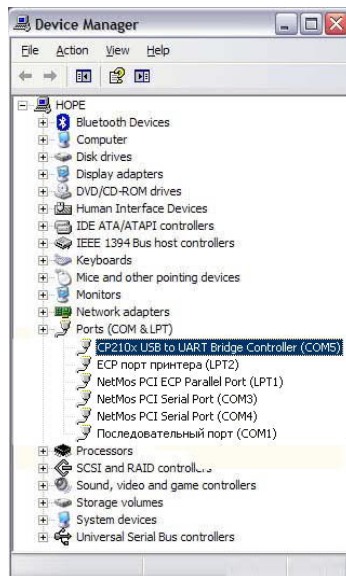 Device Manager
File Action View Help
HOPE
Bluetooth Devices
Computer
Disk drives
Display adapters
DVD/CD-ROM drives
Human Interface Devices
IDE ATA/ATAPI controllers
IEEE 1394 Bus host controllers
Keyboards
Mice and other pointing devices
Monitors
Network adapters
Ports (COM & LPT)
CP210x USB to UART Bridge Controller (COM5)
ECP порт принтера (LPT2)
NetMos PCI ECP Parallel Port (LPT1)
NetMos PCI Serial Port (COM3)
NetMos PCI Serial Port (COM4)
Последовательный порт (COM1)
Processors
SCSI and RAID controllers
Sound, video and game controllers
Storage volumes
System devices
Universal Serial Bus controllers